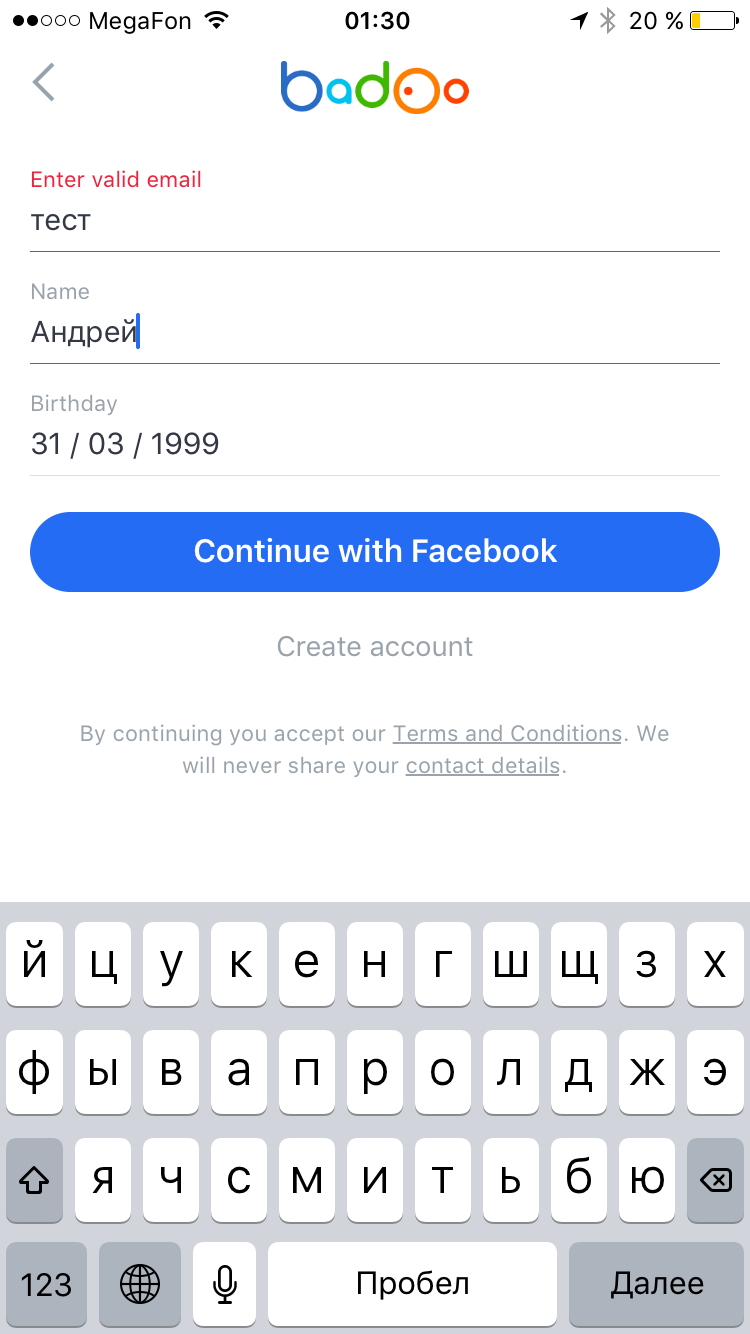 MegaFon 01:30 20 %
badoo
Enter valid email
тест
Name
Андрей
Birthday
31 / 03 / 1999
Continue with Facebook
Create account
By continuing you accept our Terms and Conditions. We
will never share your contact details.
й ц у к е н г ш щ з х
ф ы в а п р о л д ж э
я ч с м и т ь б ю
123 Пробел Далее